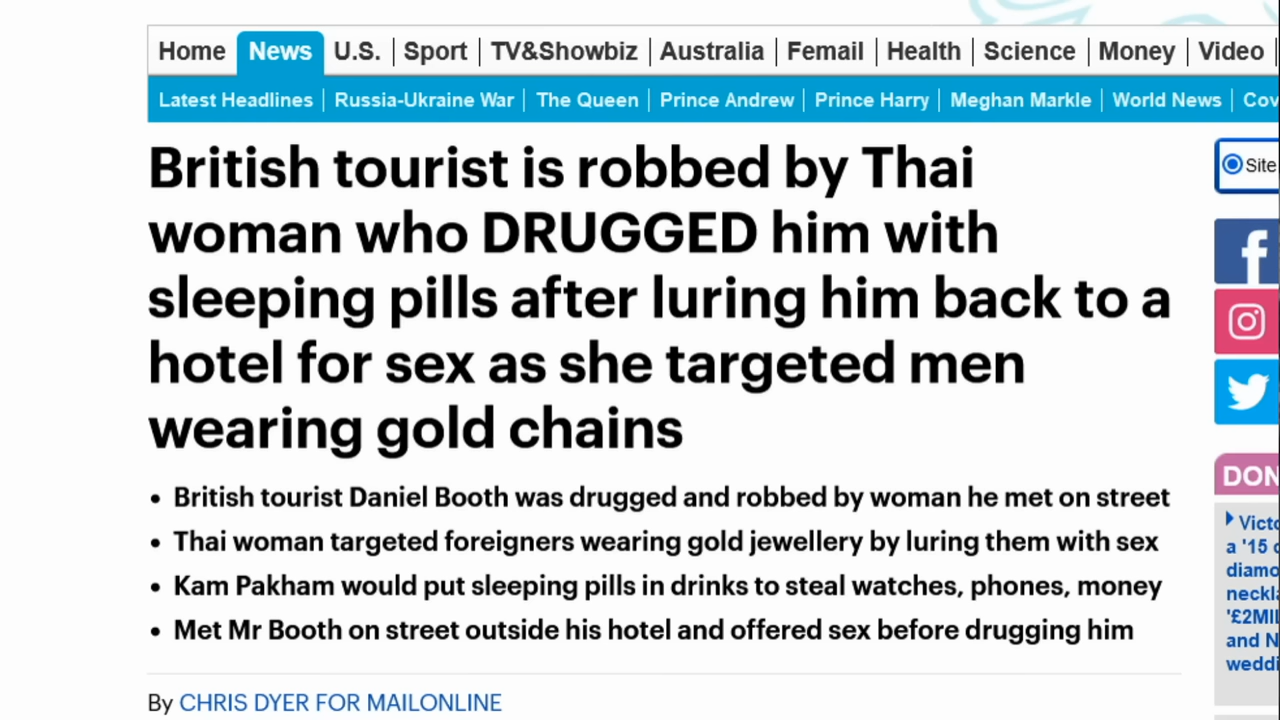 Home News U.S. Sport TV&Showbiz Australia Femail Health Science Money Video
Latest Headlines Russia-Ukraine War The Queen Prince Andrew Prince Harry Meghan Markle World News
British tourist is robbed by Thai
woman who DRUGGED him with
sleeping pills after luring him back to a
hotel for sex as she targeted men
wearing gold chains
Site
• British tourist Daniel Booth was drugged and robbed by woman he met on street
• Thai woman targeted foreigners wearing gold jewellery by luring them with sex
• Kam Pakham would put sleeping pills in drinks to steal watches, phones, money
• Met Mr Booth on street outside his hotel and offered sex before drugging him
By CHRIS DYER FOR MAILONLINE
DON
a '15
and N